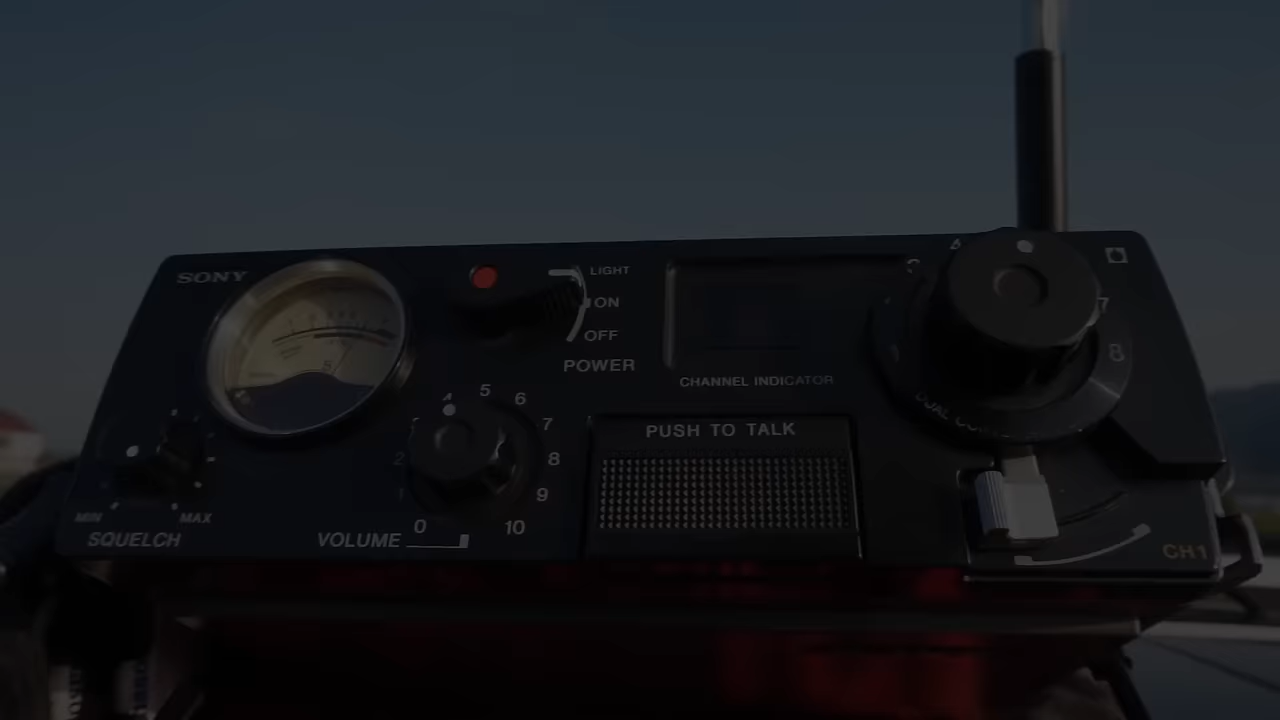 SONY
LIGHT
ON
OFF
POWER
CHANNEL INDICATOR
4
7
8
5
6
7
8
9
10
0
2
1
PUSH TO TALK
MIN
MAX
SQUELCH
VOLUME
CH1